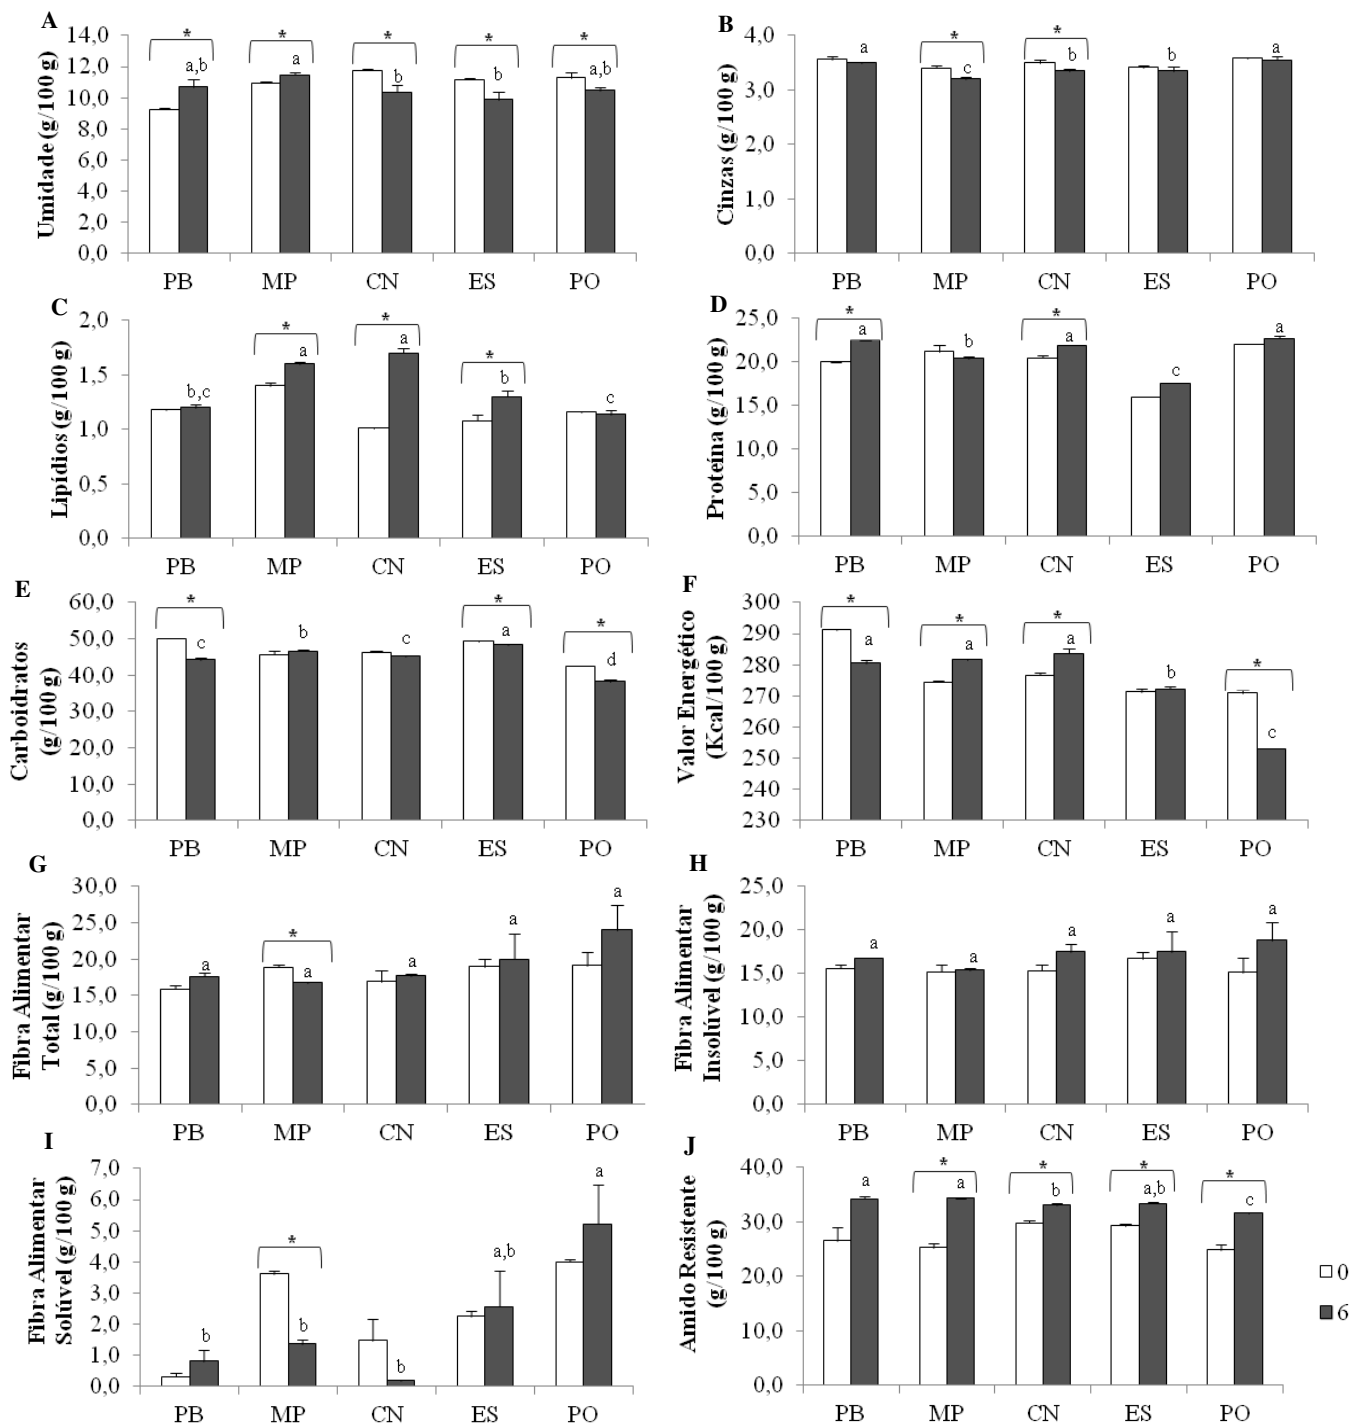 A
Umidade (g/100 g)
14,0
12,0
10,0
8,0
6,0
4,0
2,0
0,0
* * * * *
a,b a b b a,b
PB MP CN ES PO
B
Cinzas (g/100 g)
4,0
3,0
2,0
1,0
0,0
* *
a c b b a
PB MP CN ES PO
C
Lipídios (g/100 g)
2,0
1,5
1,0
0,5
0,0
* * *
b,c a a b c
PB MP CN ES PO
D
Proteína (g/100 g)
25,0
20,0
15,0
10,0
5,0
0,0
* *
a b a c a
PB MP CN ES PO
E
Carboidratos
(g/100 g)
60,0
50,0
40,0
30,0
20,0
10,0
0,0
* * *
c b c a d
PB MP CN ES PO
F
Valor Energético
(Kcal/100 g)
300
290
280
270
260
250
240
230
* * * *
a a a b c
PB MP CN ES PO
G
Fibra Alimentar
Total (g/100 g)
30,0
25,0
20,0
15,0
10,0
5,0
0,0
*
a a a a a
PB MP CN ES PO
H
Fibra Alimentar
Insolúvel (g/100 g)
25,0
20,0
15,0
10,0
5,0
0,0
a a a a a
PB MP CN ES PO
I
Fibra Alimentar
Solúvel (g/100 g)
7,0
6,0
5,0
4,0
3,0
2,0
1,0
0,0
*
b b b a,b a
PB MP CN ES PO
J
Amido Resistente
(g/100 g)
40,0
30,0
20,0
10,0
0,0
* * * *
a a b a,b c
PB MP CN ES PO
0
6